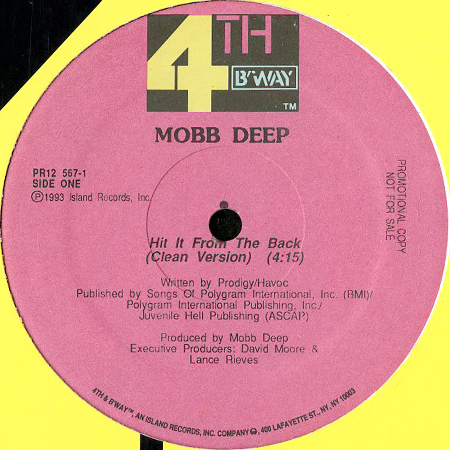 4TH
B'WAY
TM
MOBB DEEP
PR12 567-1
SIDE ONE
Ⓟ1993 Island Records, Inc.
PROMOTIONAL COPY
NOT FOR SALE
Hit It From The Back
(Clean Version) (4:15)
Written by Prodigy/Havoc
Published by Songs Of Polygram International, Inc. (BMI)/
Polygram International Publishing, Inc./
Juvenile Hell Publishing (ASCAP)
Produced by Mobb Deep
Executive Producers: David Moore &
Lance Rieves
4TH & B'WAY™ AN ISLAND RECORDS, INC. COMPANY, 400 LAFAYETTE ST., NY, NY 10003